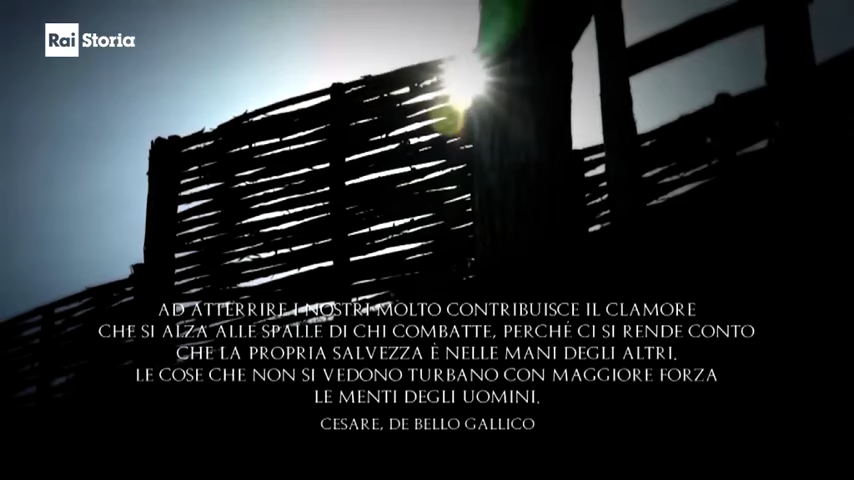 Rai Storia
AD ATTERRIRE I NOSTRI MOLTO CONTRIBUISCE IL CLAMORE
CHE SI ALZA ALLE SPALLE DI CHI COMBATTE, PERCHÉ CI SI RENDE CONTO
CHE LA PROPRIA SALVEZZA È NELLE MANI DEGLI ALTRI.
LE COSE CHE NON SI VEDONO TURBANO CON MAGGIORE FORZA
LE MENTI DEGLI UOMINI.
CESARE, DE BELLO GALLICO